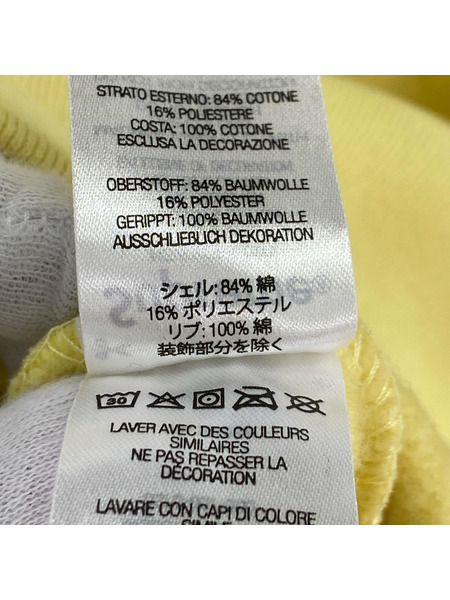 STRATO ESTERNO: 84% COTONE
16% POLIESTERE
COSTA: 100% COTONE
ESCLUSA LA DECORAZIONE
OBERSTOFF: 84% BAUMWOLLE
16% POLYESTER
GERIPPT: 100% BAUMWOLLE
AUSSCHLIEßLICH DEKORATION
シェル: 84% 綿
16% ポリエステル
リブ: 100% 綿
装飾部分を除く
30
LAVER AVEC DES COULEURS
SIMILAIRES
NE PAS REPASSER LA
DÉCORATION
LAVARE CON CAPI DI COLORE